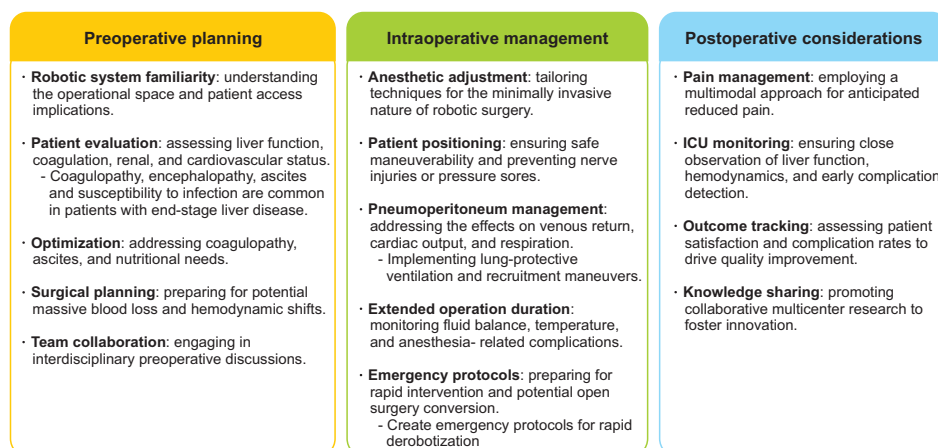 Preoperative planning
· Robotic system familiarity: understanding
the operational space and patient access
implications.
· Patient evaluation: assessing liver function,
coagulation, renal, and cardiovascular status.
- Coagulopathy, encephalopathy, ascites
and susceptibility to infection are common
in patients with end-stage liver disease.
· Optimization: addressing coagulopathy,
ascites, and nutritional needs.
· Surgical planning: preparing for potential
massive blood loss and hemodynamic shifts.
· Team collaboration: engaging in
interdisciplinary preoperative discussions.
Intraoperative management
· Anesthetic adjustment: tailoring
techniques for the minimally invasive
nature of robotic surgery.
· Patient positioning: ensuring safe
maneuverability and preventing nerve
injuries or pressure sores.
· Pneumoperitoneum management:
addressing the effects on venous return,
cardiac output, and respiration.
- Implementing lung-protective
ventilation and recruitment maneuvers.
· Extended operation duration:
monitoring fluid balance, temperature,
and anesthesia- related complications.
· Emergency protocols: preparing for
rapid intervention and potential open
surgery conversion.
- Create emergency protocols for rapid
derobotization
Postoperative considerations
· Pain management: employing a
multimodal approach for anticipated
reduced pain.
· ICU monitoring: ensuring close
observation of liver function,
hemodynamics, and early complication
detection.
· Outcome tracking: assessing patient
satisfaction and complication rates to
drive quality improvement.
· Knowledge sharing: promoting
collaborative multicenter research to
foster innovation.